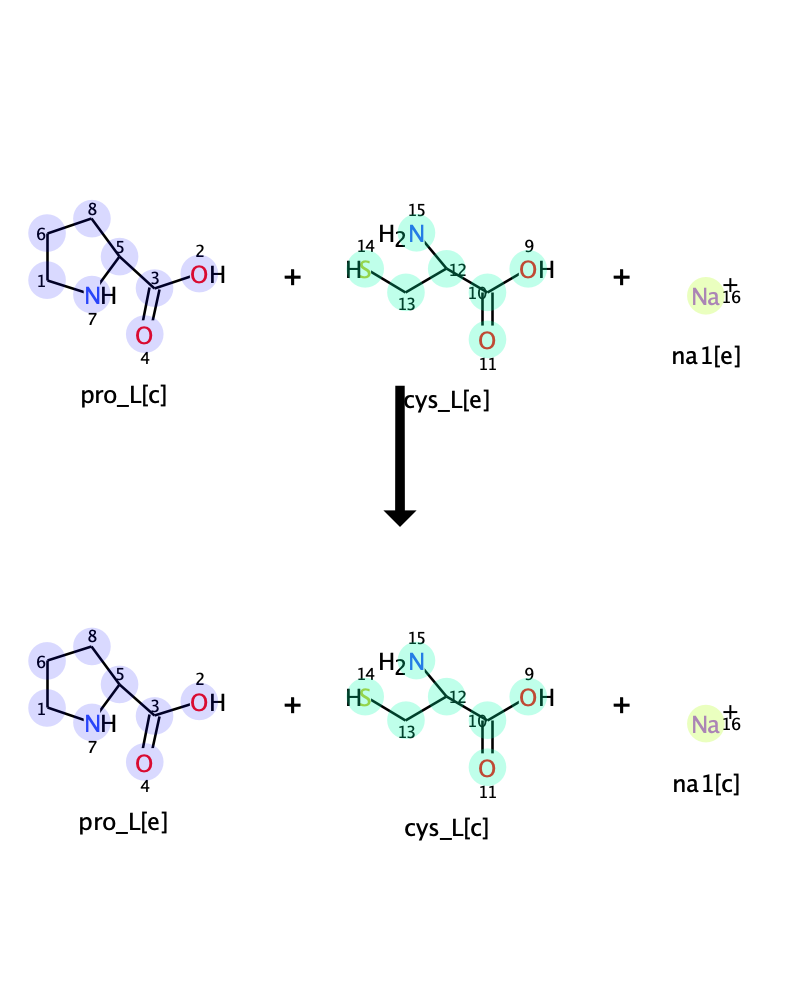 8
6
5
2
1
3
OH
NH
7
O
4
pro_L[c]
+
15
H2N
14
9
HS
12
OH
10
13
O
11
cys_L[e]
+
Na+
16
na1[e]
8
6
5
2
1
3
OH
NH
7
O
4
pro_L[e]
+
15
H2N
14
9
HS
12
OH
10
13
O
11
cys_L[c]
+
Na+
16
na1[c]